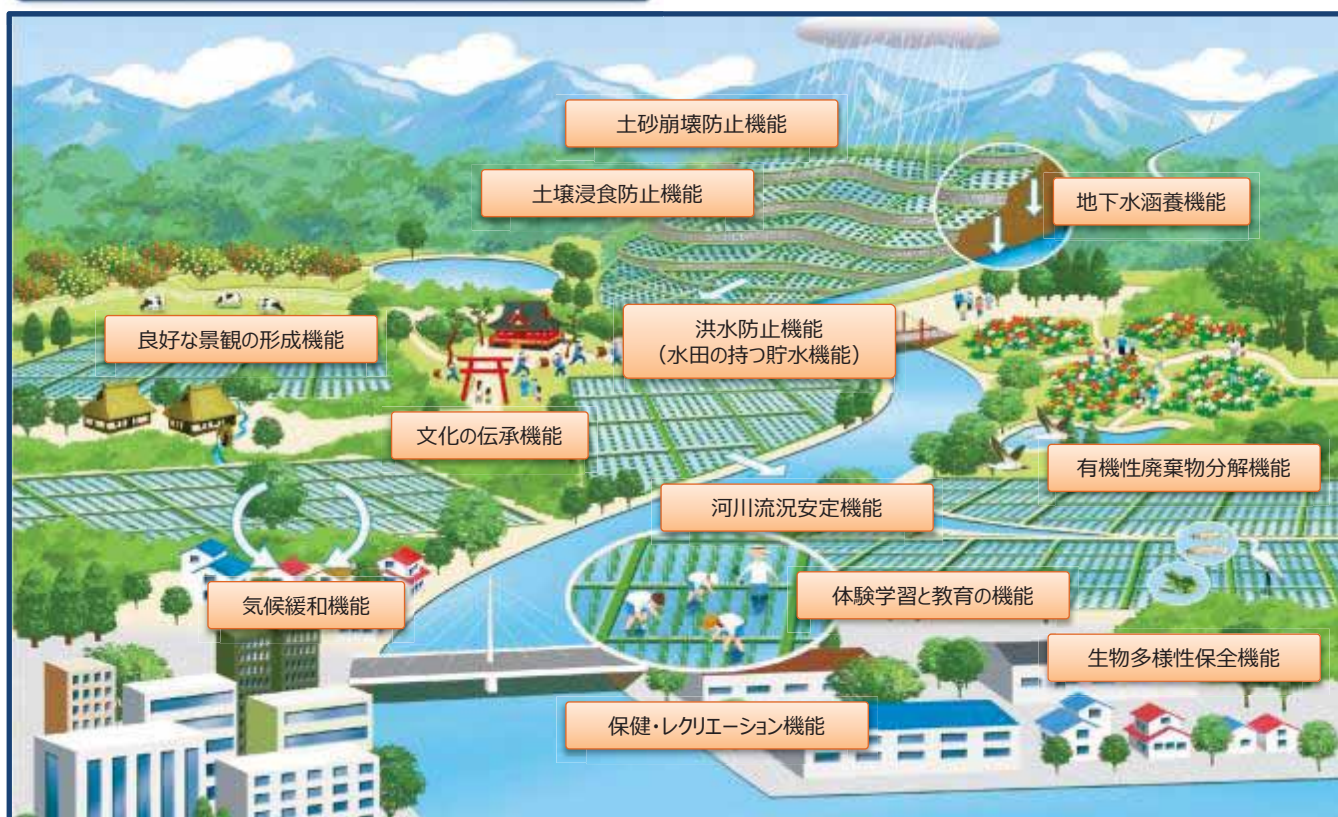 土砂崩壊防止機能
土壌浸食防止機能
地下水涵養機能
良好な景観の形成機能
洪水防止機能
（水田の持つ貯水機能）
文化の伝承機能
有機性廃棄物分解機能
河川流況安定機能
気候緩和機能
体験学習と教育の機能
生物多様性保全機能
保健・レクリエーション機能